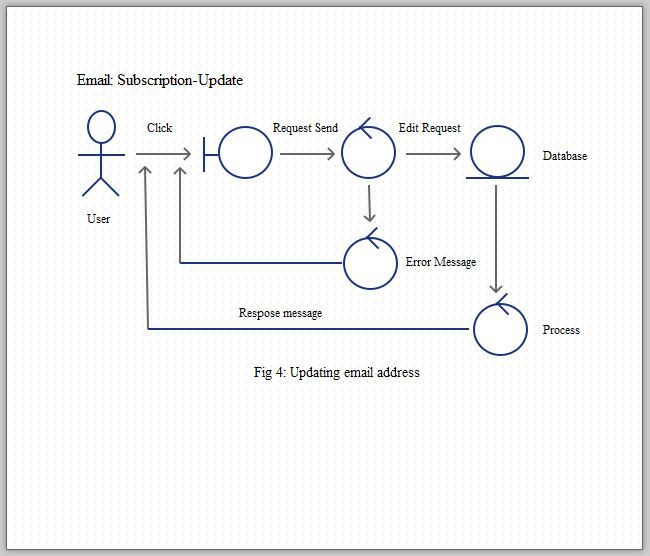 Email: Subscription-Update
Click
Request Send
Edit Request
Database
User
Error Message
Respose message
Process
Fig 4: Updating email address